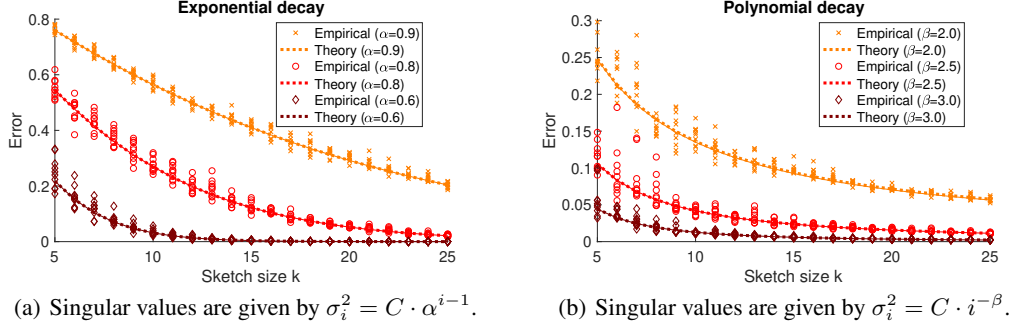 Exponential decay
Error
0.8
0.6
0.4
0.2
0
5
10
15
20
25
Sketch size k
Empirical (α=0.9)
Theory (α=0.9)
Empirical (α=0.8)
Theory (α=0.8)
Empirical (α=0.6)
Theory (α=0.6)
(a) Singular values are given by σᵢ² = C · αⁱ⁻¹.
Polynomial decay
Error
0.3
0.25
0.2
0.15
0.1
0.05
0
5
10
15
20
25
Sketch size k
Empirical (β=2.0)
Theory (β=2.0)
Empirical (β=2.5)
Theory (β=2.5)
Empirical (β=3.0)
Theory (β=3.0)
(b) Singular values are given by σᵢ² = C · i⁻ᵝ.